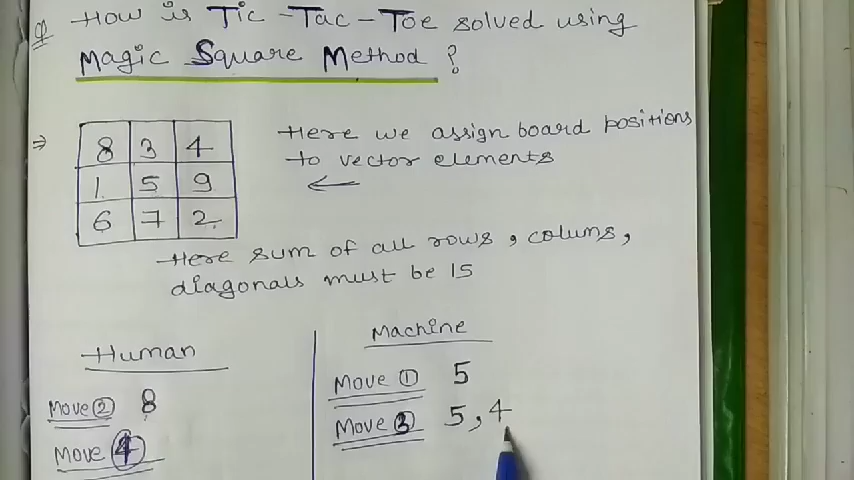 Q How is Tic-Tac-Toe solved using
Magic Square Method ?
⇒
8 3 4
1 5 9
6 7 2
Here we assign board positions
to vector elements
←
Here sum of all rows, colums,
diagonals must be 15
Human
Move ② 8
Move ④
Machine
Move ① 5
Move ③ 5, 4